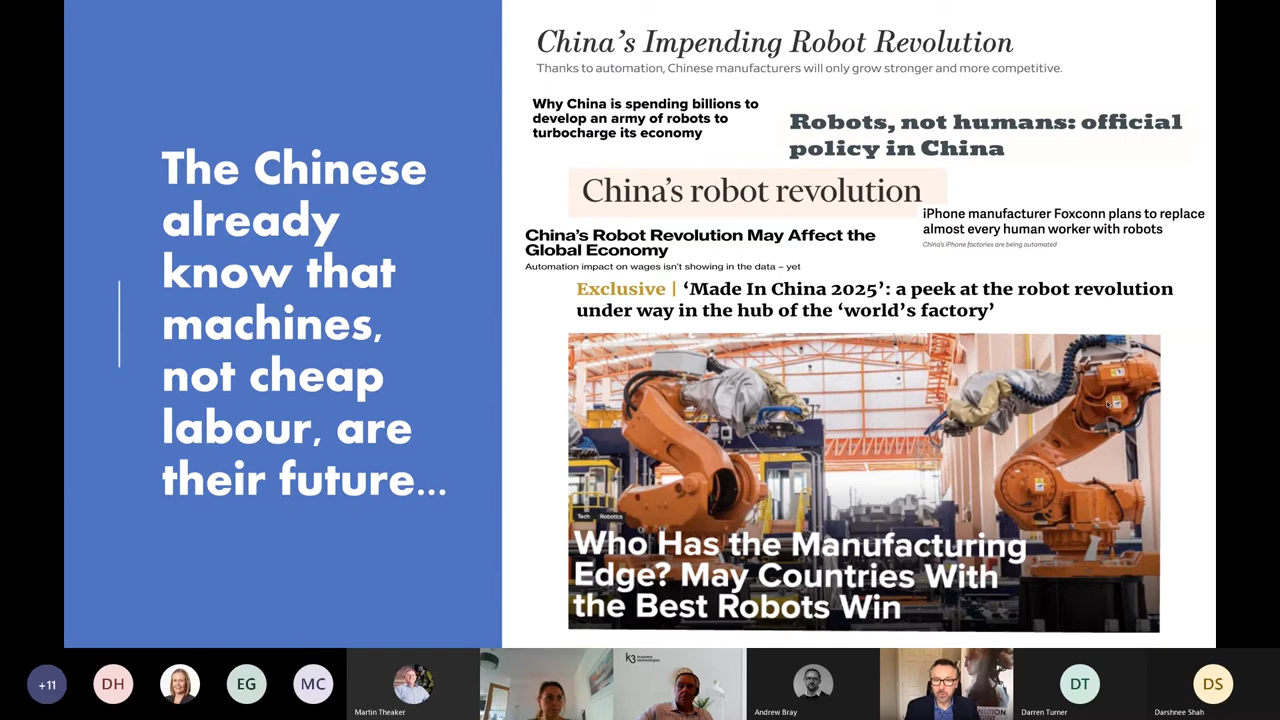 The Chinese
already
know that
machines,
not cheap
labour, are
their future...
China's Impending Robot Revolution
Thanks to automation, Chinese manufacturers will only grow stronger and more competitive.
Why China is spending billions to
develop an army of robots to
turbocharge its economy
Robots, not humans: official
policy in China
China's robot revolution
iPhone manufacturer Foxconn plans to replace
almost every human worker with robots
China's iPhone factories are being automated
China's Robot Revolution May Affect the
Global Economy
Automation impact on wages isn't showing in the data – yet
Exclusive | 'Made In China 2025': a peek at the robot revolution
under way in the hub of the 'world's factory'
Tech Robotics
Who Has the Manufacturing
Edge? May Countries With
the Best Robots Win
+11
DH
EG
MC
Martin Theaker
k3 business
technologies
Andrew Bray
DT
Darren Turner
DS
Darshnee Shah